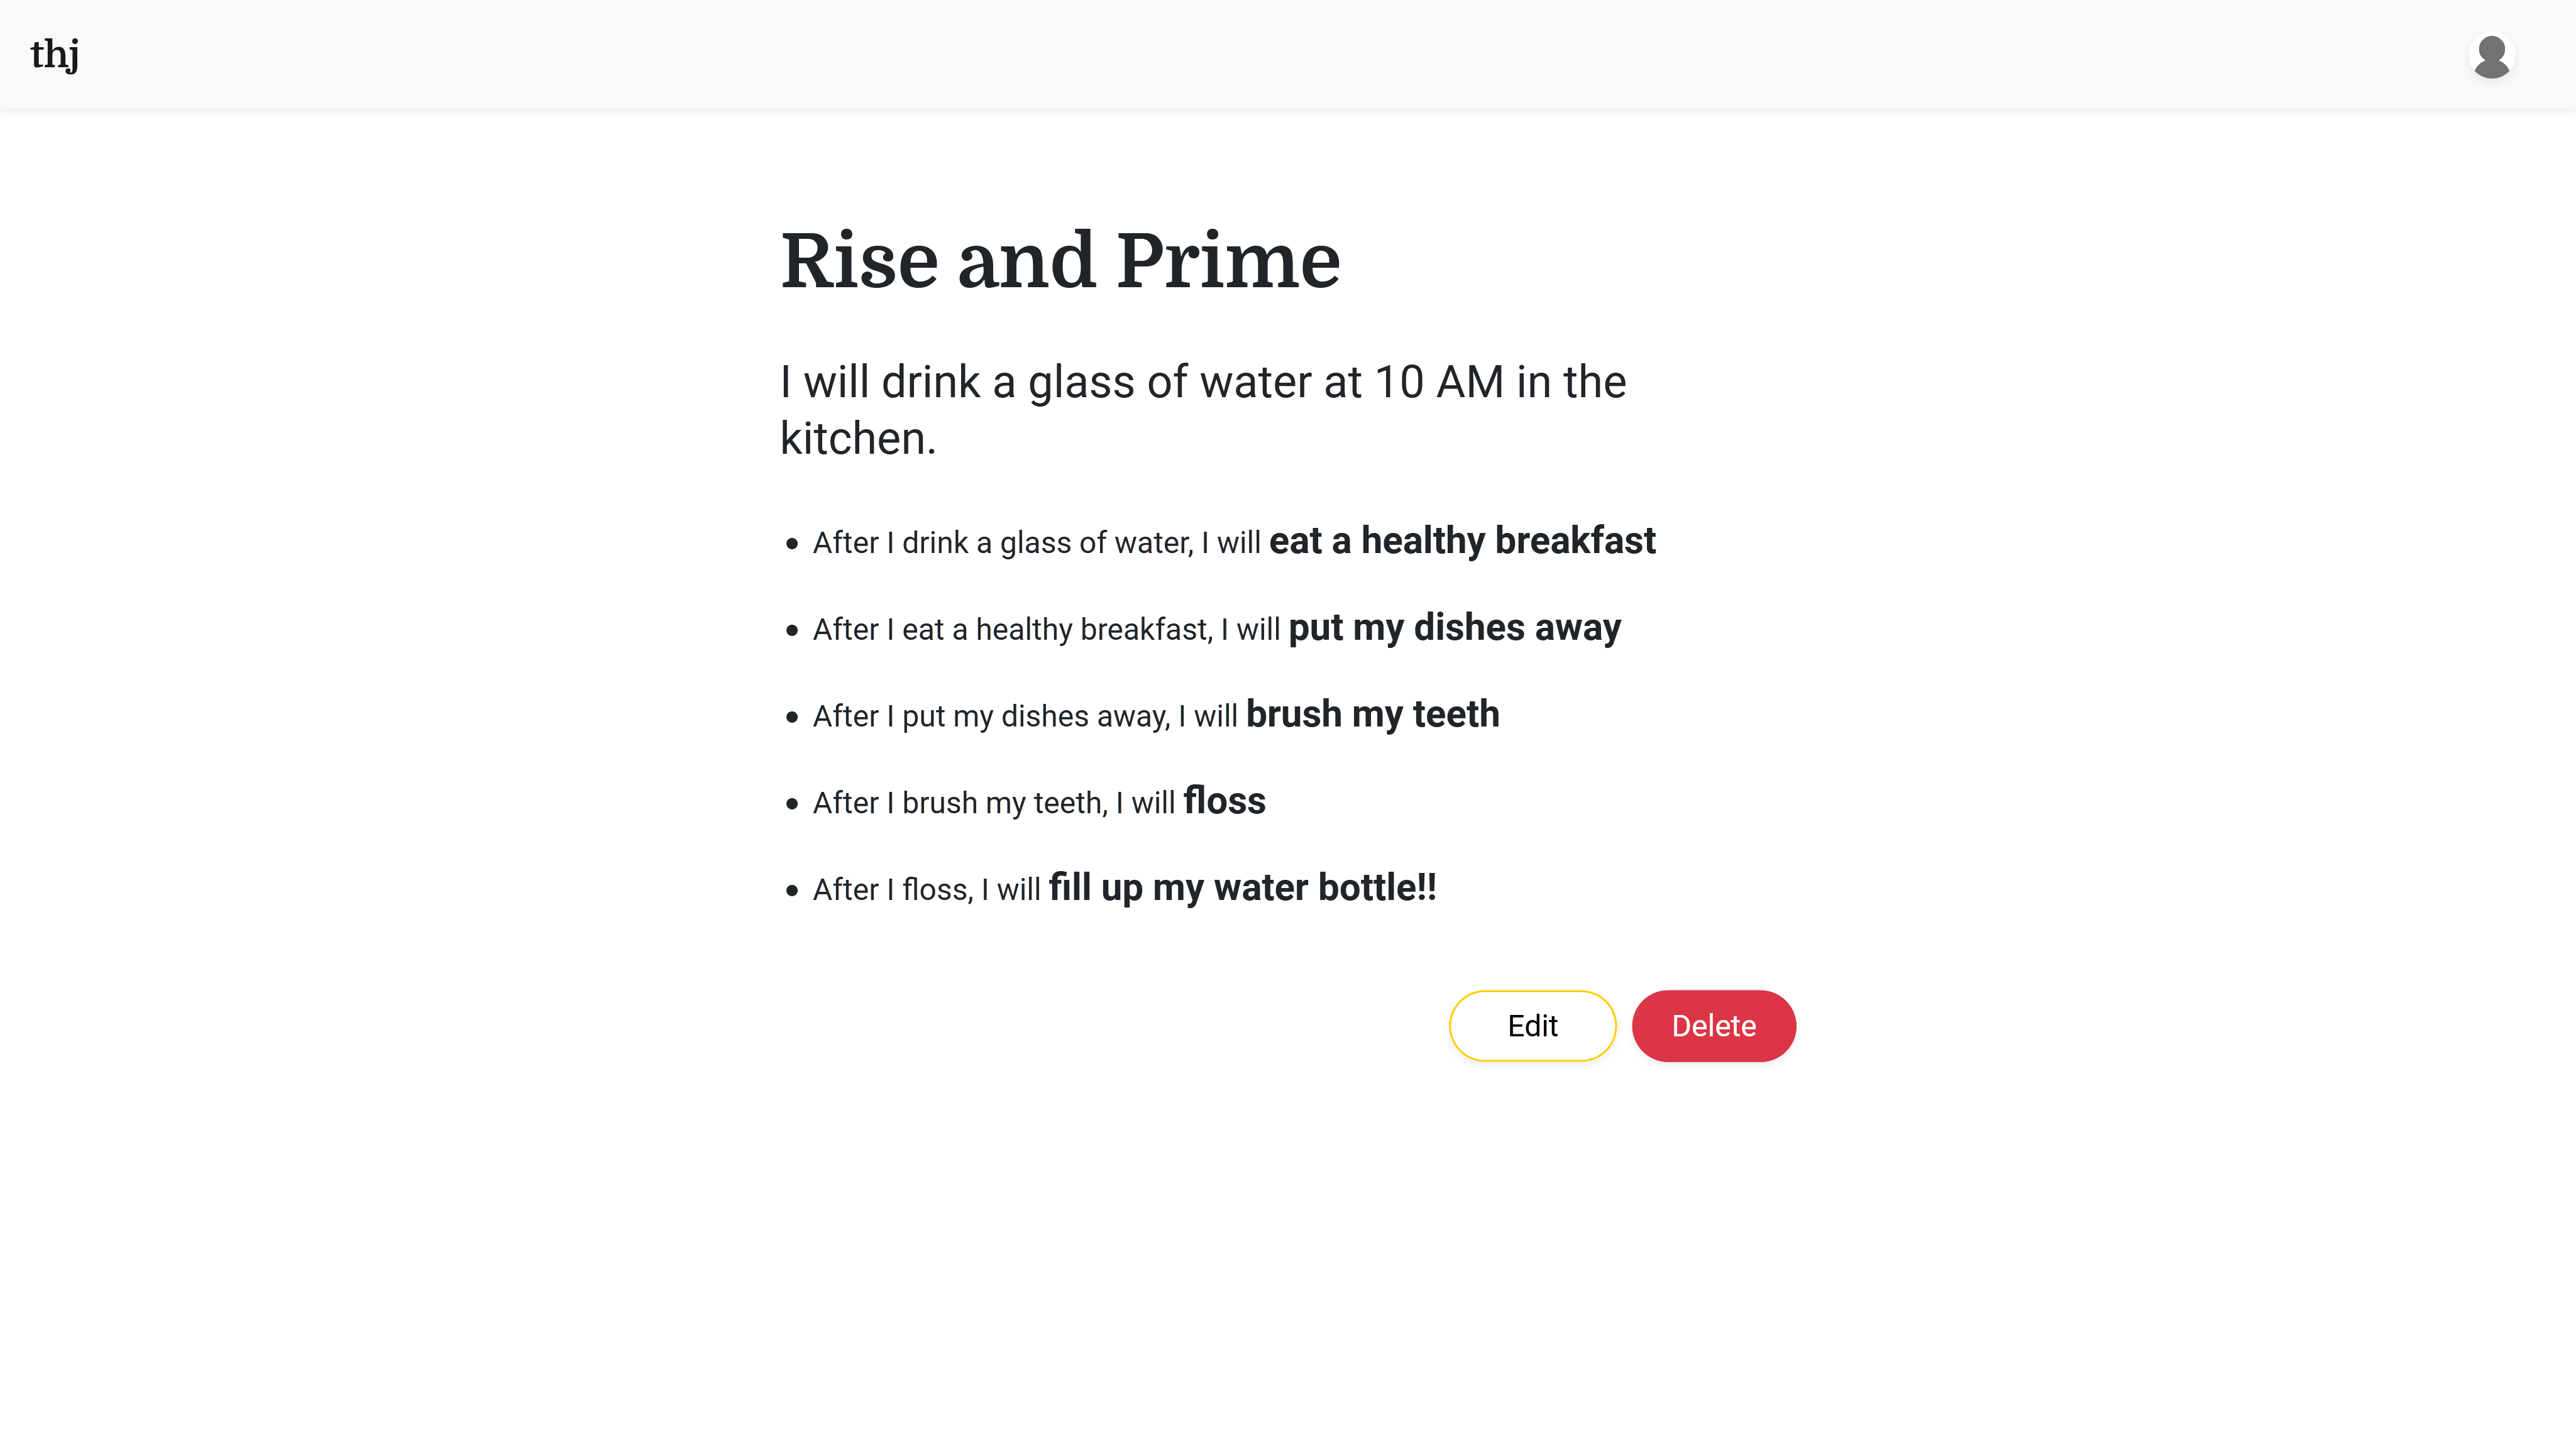 thj
Rise and Prime
I will drink a glass of water at 10 AM in the
kitchen.
After I drink a glass of water, I will eat a healthy breakfast
After I eat a healthy breakfast, I will put my dishes away
After I put my dishes away, I will brush my teeth
After I brush my teeth, I will floss
After I floss, I will fill up my water bottle!!
Edit Delete